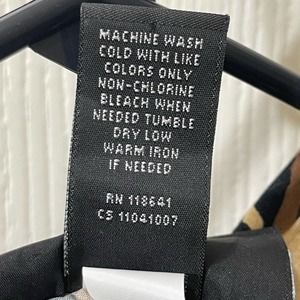 MACHINE WASH
COLD WITH LIKE
COLORS ONLY
NON-CHLORINE
BLEACH WHEN
NEEDED TUMBLE
DRY LOW
WARM IRON
IF NEEDED
RN 118641
CS 11041007